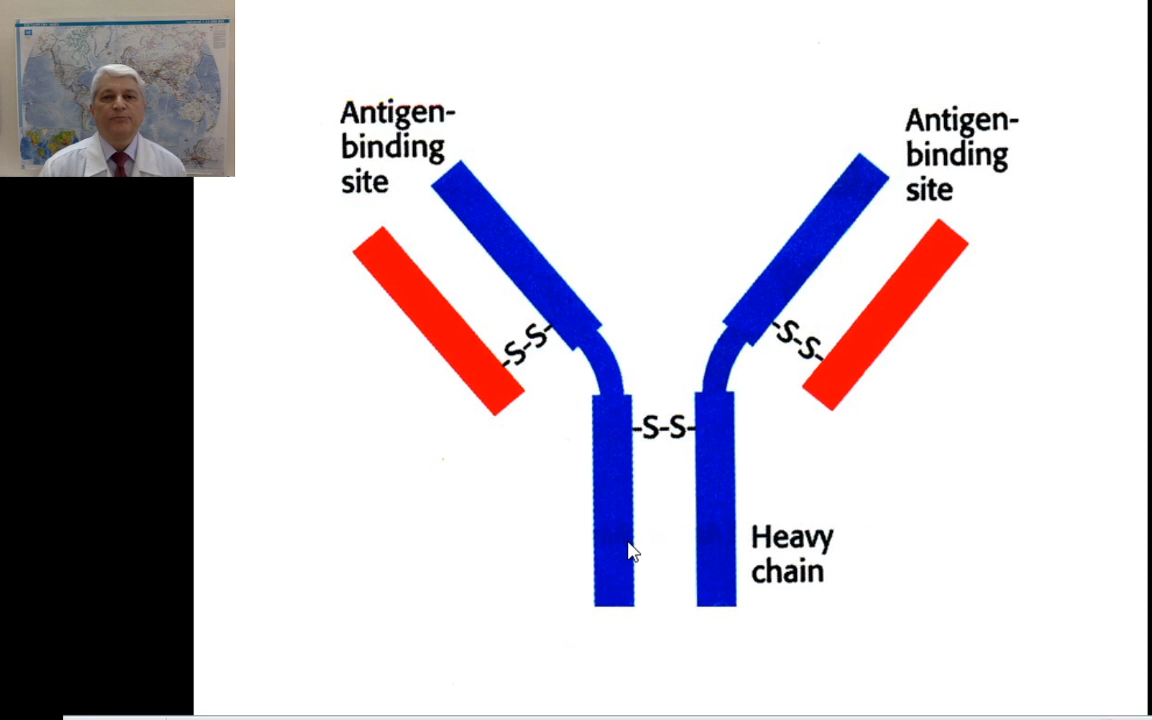 Antigen-
binding
site
Antigen-
binding
site
-S-S-
-S-S-
-S-S-
Heavy
chain